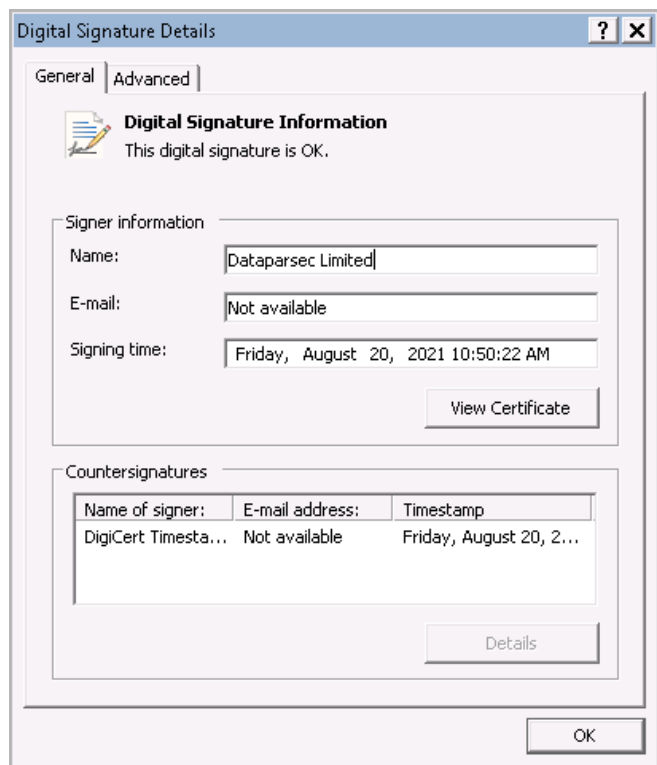 Digital Signature Details
General Advanced
Digital Signature Information
This digital signature is OK.
Signer information
Name: Dataparsec Limited
E-mail: Not available
Signing time: Friday, August 20, 2021 10:50:22 AM
View Certificate
Countersignatures
Name of signer: E-mail address: Timestamp
DigiCert Timesta... Not available Friday, August 20, 2...
Details
OK